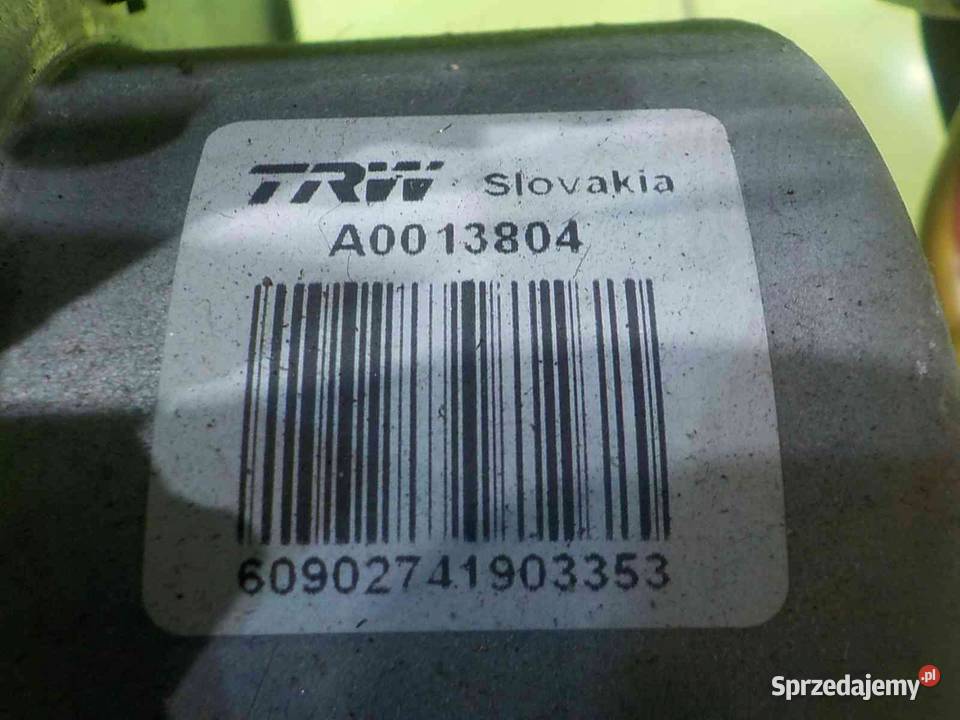 TRW Slovakia
A0013804
60902741903353
Sprzedajemy.pl